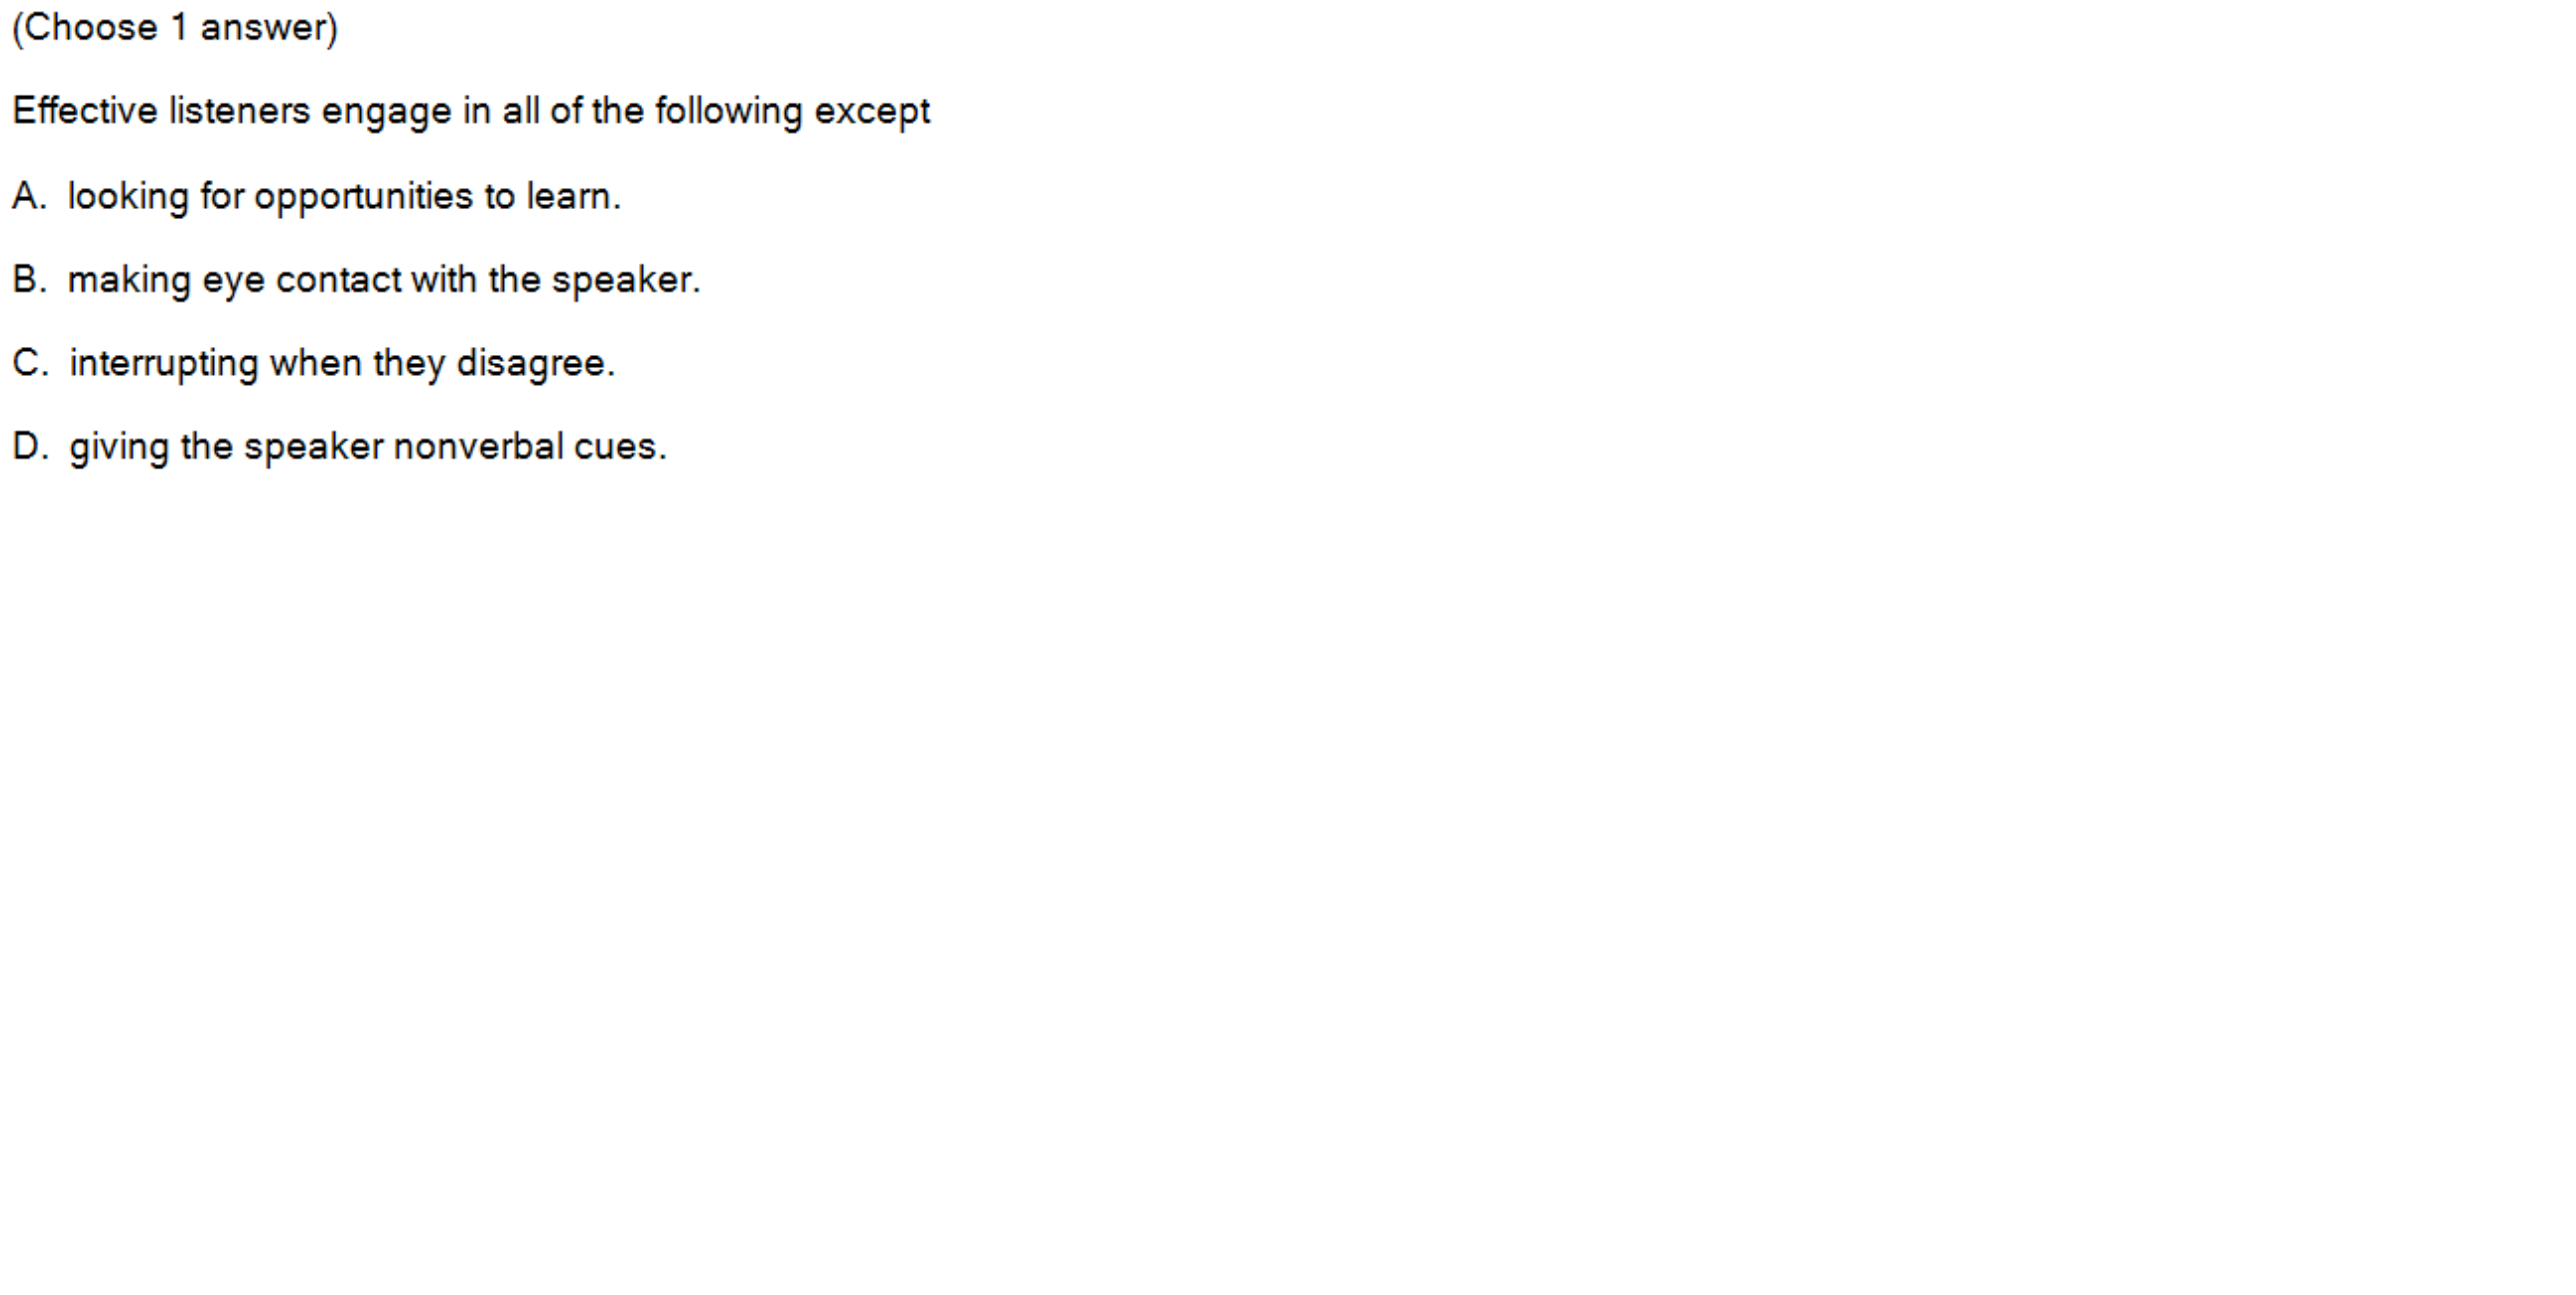 (Choose 1 answer)
Effective listeners engage in all of the following except
A. looking for opportunities to learn.
B. making eye contact with the speaker.
C. interrupting when they disagree.
D. giving the speaker nonverbal cues.